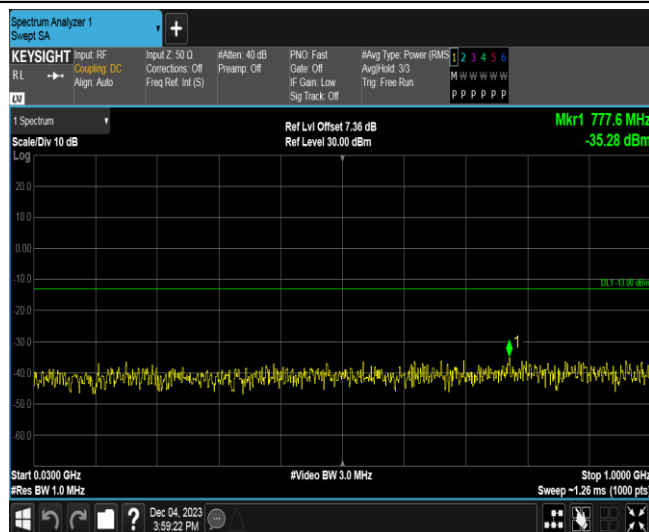 Spectrum Analyzer 1
Swept SA
+
KEYSIGHT
RL
LXI
Input: RF
Coupling: DC
Align: Auto
Input Z: 50 Ω
Corrections: Off
Freq Ref: Int (S)
#Atten: 40 dB
Preamp: Off
PNO: Fast
Gate: Off
IF Gain: Low
Sig Track: Off
#Avg Type: Power (RMS
Avg|Hold: 3/3
Trig: Free Run
1 2 3 4 5 6
M W W W W W
P P P P P P
1 Spectrum
Scale/Div 10 dB
Log
Ref Lvl Offset 7.36 dB
Ref Level 30.00 dBm
Mkr1 777.6 MHz
-35.28 dBm
20.0
10.0
0.00
-10.0
DL1 -13.00 dBm
-20.0
-30.0
1
-40.0
-50.0
-60.0
Start 0.0300 GHz
#Res BW 1.0 MHz
#Video BW 3.0 MHz
Stop 1.0000 GHz
Sweep ~1.26 ms (1000 pts)
?
Dec 04, 2023
3:59:22 PM